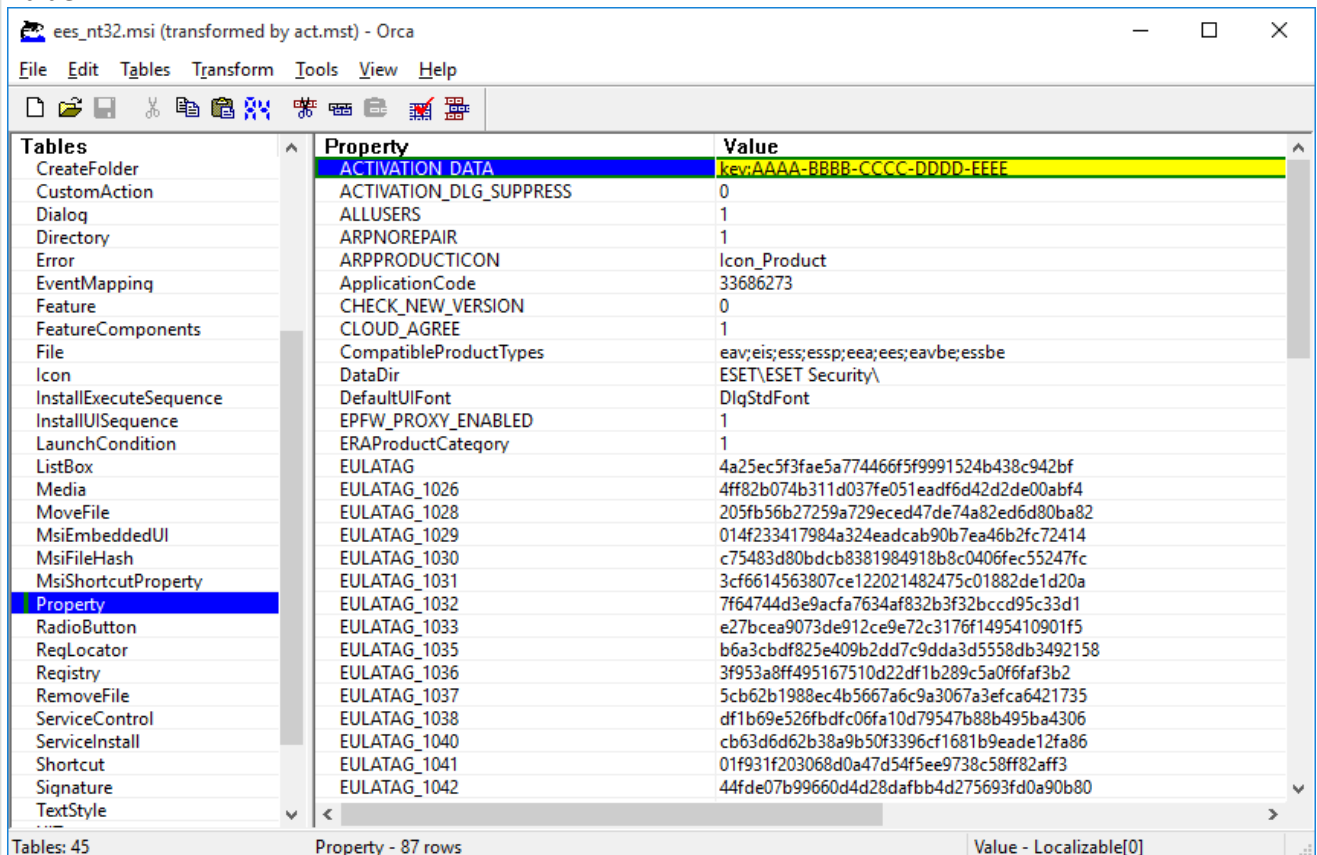 ees_nt32.msi (transformed by act.mst) - Orca
File Edit Tables Transform Tools View Help
Tables Property Value
CreateFolder ACTIVATION_DATA key:AAAA-BBBB-CCCC-DDDD-EEEE
CustomAction ACTIVATION_DLG_SUPPRESS 0
Dialog ALLUSERS 1
Directory ARPNOREPAIR 1
Error ARPPRODUCTICON Icon_Product
EventMapping ApplicationCode 33686273
Feature CHECK_NEW_VERSION 0
FeatureComponents CLOUD_AGREE 1
File CompatibleProductTypes eav;eis;ess;essp;eea;ees;eavbe;essbe
Icon DataDir ESET\ESET Security\
InstallExecuteSequence DefaultUIFont DlgStdFont
InstallUISequence EPFW_PROXY_ENABLED 1
LaunchCondition ERAProductCategory 1
ListBox EULATAG 4a25ec5f3fae5a774466f5f9991524b438c942bf
Media EULATAG_1026 4ff82b074b311d037fe051eadf6d42d2de00abf4
MoveFile EULATAG_1028 205fb56b27259a729eced47de74a82ed6d80ba82
MsiEmbeddedUI EULATAG_1029 014f233417984a324eadcab90b7ea46b2fc72414
MsiFileHash EULATAG_1030 c75483d80bdcb8381984918b8c0406fec55247fc
MsiShortcutProperty EULATAG_1031 3cf6614563807ce122021482475c01882de1d20a
Property EULATAG_1032 7f64744d3e9acfa7634af832b3f32bccd95c33d1
RadioButton EULATAG_1033 e27bcea9073de912ce9e72c3176f1495410901f5
RegLocator EULATAG_1035 b6a3cbdf825e409b2dd7c9dda3d5558db3492158
Registry EULATAG_1036 3f953a8ff495167510d22df1b289c5a0f6faf3b2
RemoveFile EULATAG_1037 5cb62b1988ec4b5667a6c9a3067a3efca6421735
ServiceControl EULATAG_1038 df1b69e526fbdfc06fa10d79547b88b495ba4306
ServiceInstall EULATAG_1040 cb63d6d62b38a9b50f3396cf1681b9eade12fa86
Shortcut EULATAG_1041 01f931f203068d0a47d54f5ee9738c58ff82aff3
Signature EULATAG_1042 44fde07b99660d4d28dafbb4d275693fd0a90b80
TextStyle
Tables: 45 Property - 87 rows Value - Localizable[0]